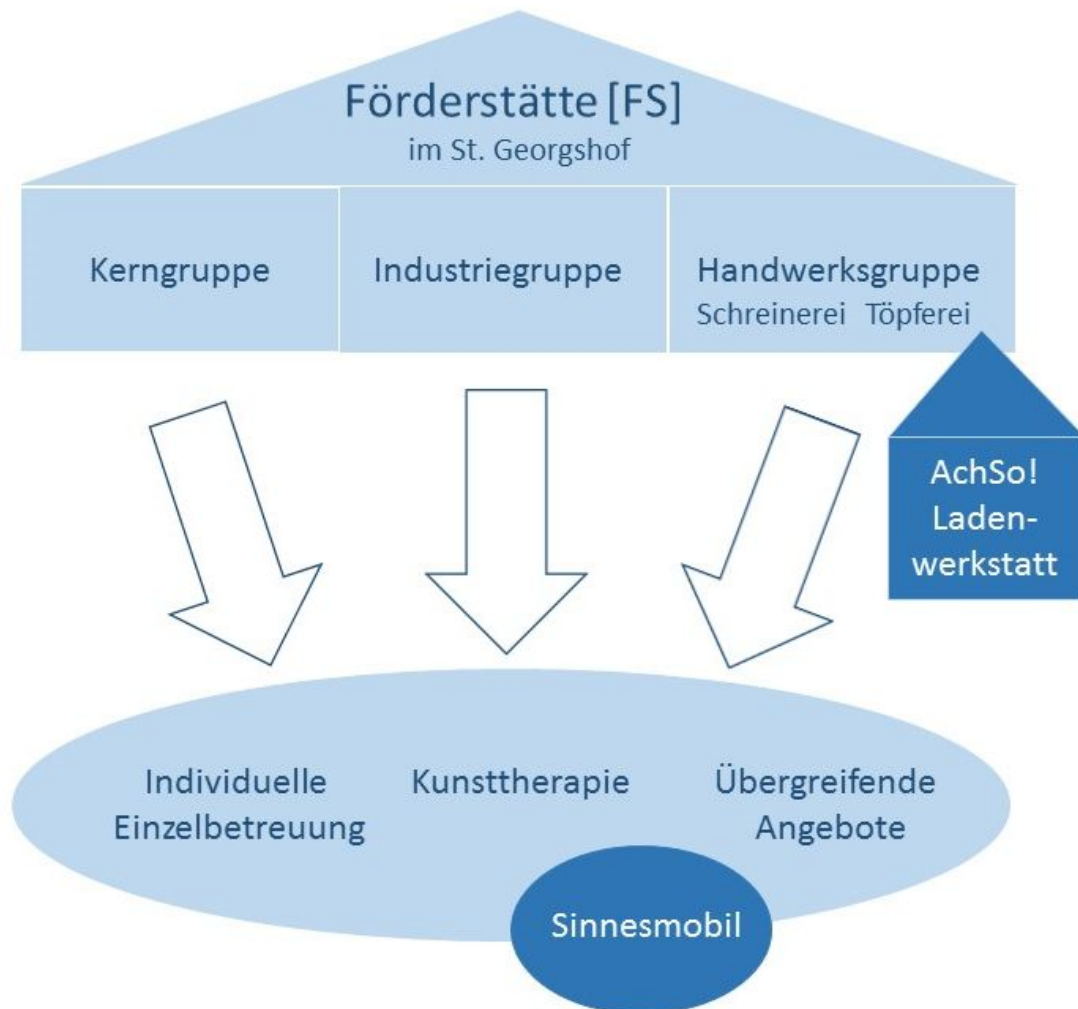 Förderstätte [FS]
im St. Georgshof
Kerngruppe
Industriegruppe
Handwerksgruppe
Schreinerei Töpferei
AchSo!
Laden-
werkstatt
Individuelle
Einzelbetreuung
Kunsttherapie
Übergreifende
Angebote
Sinnesmobil